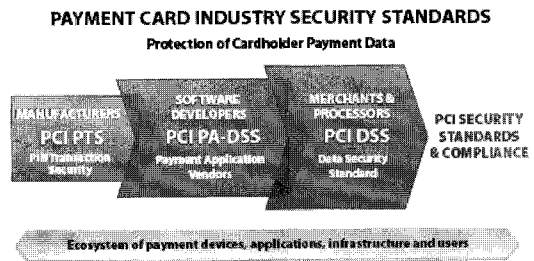 PAYMENT CARD INDUSTRY SECURITY STANDARDS
Protection of Cardholder Payment Data
MANUFACTURERS
PCI PTS
PIN Transaction
Security
SOFTWARE
DEVELOPERS
PCI PA-DSS
Payment Application
Vendors
MERCHANTS &
PROCESSORS
PCI DSS
Data Security
Standard
PCI SECURITY
STANDARDS
& COMPLIANCE
Ecosystem of payment devices, applications, infrastructure and users